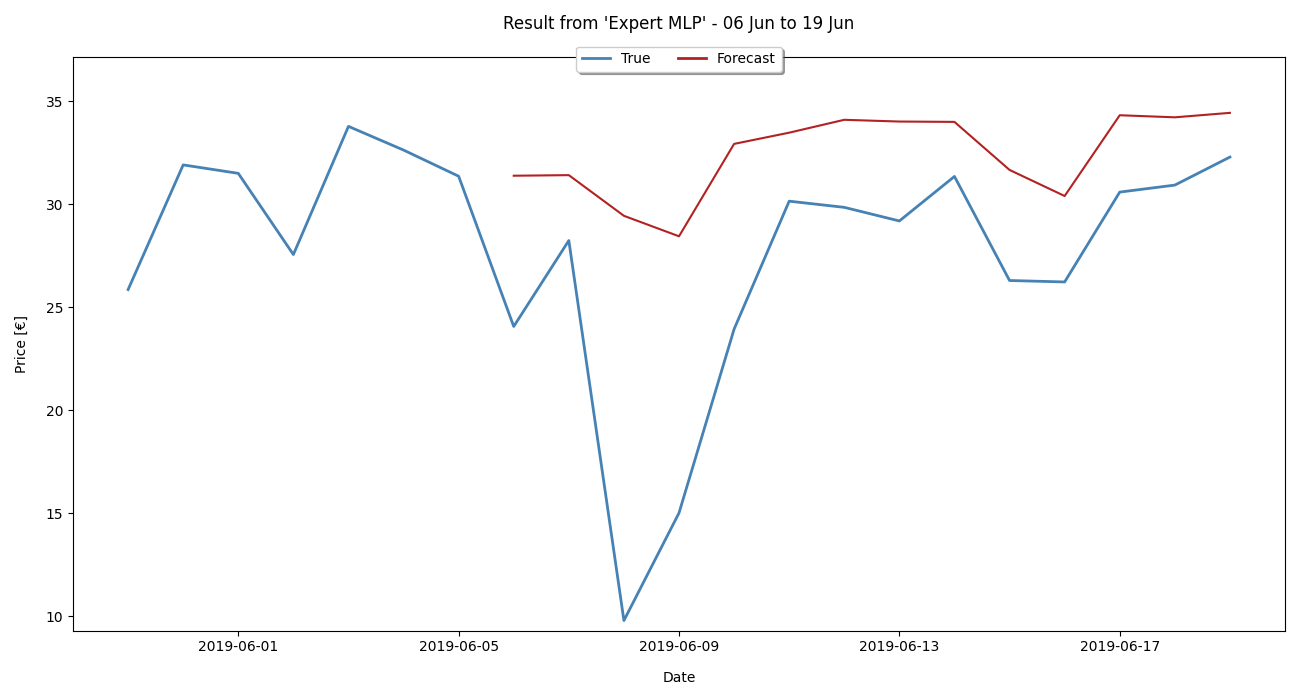 Result from 'Expert MLP' - 06 Jun to 19 Jun
True Forecast
35
30
25
20
15
10
Price [€]
2019-06-01 2019-06-05 2019-06-09 2019-06-13 2019-06-17
Date